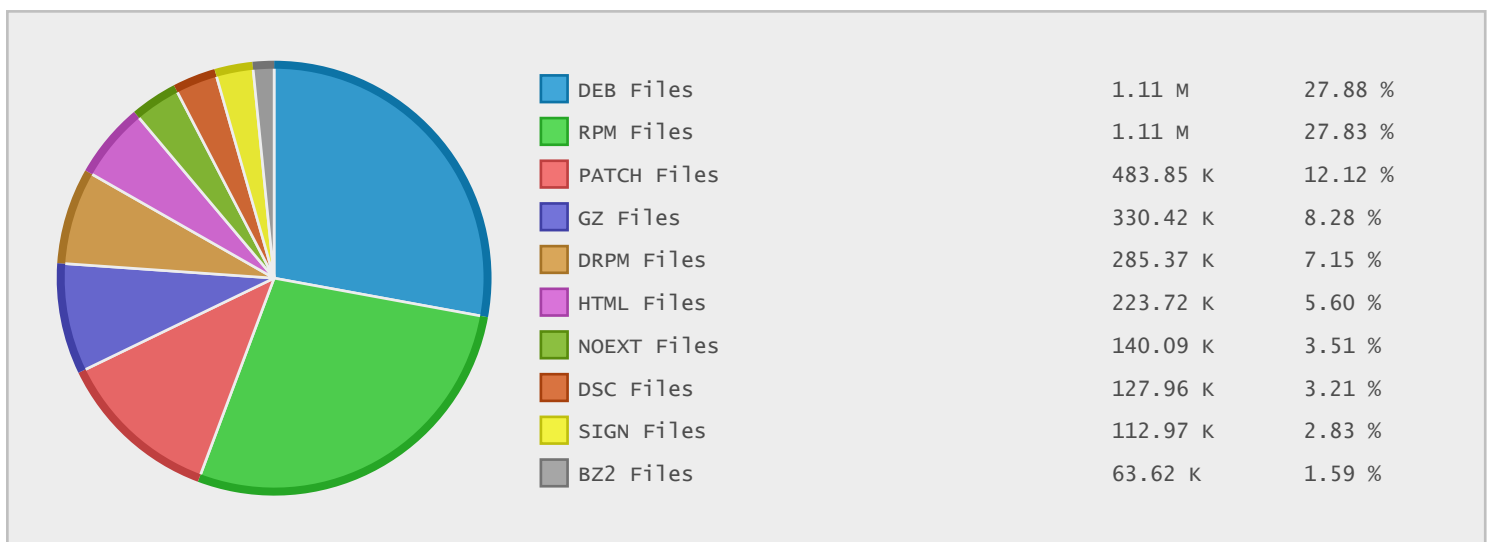 DEB Files 1.11 M 27.88 %
RPM Files 1.11 M 27.83 %
PATCH Files 483.85 K 12.12 %
GZ Files 330.42 K 8.28 %
DRPM Files 285.37 K 7.15 %
HTML Files 223.72 K 5.60 %
NOEXT Files 140.09 K 3.51 %
DSC Files 127.96 K 3.21 %
SIGN Files 112.97 K 2.83 %
BZ2 Files 63.62 K 1.59 %